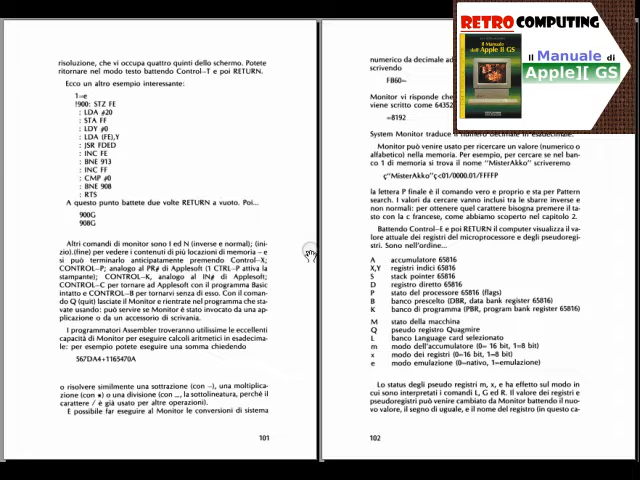 risoluzione, che vi occupa quattro quinti dello schermo. Potete
ritornare nel modo testo battendo Control-T e poi RETURN.
Ecco un altro esempio interessante:
1=e
!900: STZ FE
: LDA #20
: STA FF
: LDY #0
: LDA (FE),Y
: JSR FDED
: INC FE
: BNE 913
: INC FF
: CMP #0
: BNE 908
: RTS
A questo punto battete due volte RETURN a vuoto. Poi...
900G
908G
Altri comandi di monitor sono I ed N (inverse e normal); (ini-
zio).(fine) per vedere i contenuti di più locazioni di memoria – e
si può terminarlo anticipatamente premendo Control-X;
CONTROL-P; analogo al PR# di Applesoft (1 CTRL-P attiva la
stampante); CONTROL-K, analogo al IN# di Applesoft;
CONTROL-C per tornare ad Applesoft con il programma Basic
intatto e CONTROL-B per tornarvi senza di esso. Con il coman-
do Q (quit) lasciate il Monitor e rientrate nel programma che sta-
vate usando: può servire se Monitor è stato invocato da una ap-
plicazione o da un accessorio di scrivania.
I programmatori Assembler troveranno utilissime le eccellenti
capacità di Monitor per eseguire calcoli aritmetici in esadecima-
le: per esempio potete eseguire una somma chiedendo
567DA4+1165470A
o risolvere similmente una sottrazione (con –), una moltiplica-
zione (con *) o una divisione (con _, la sottolineatura, perché il
carattere / è già usato per altre operazioni).
È possibile far eseguire al Monitor le conversioni di sistema
101
numerico da decimale ad
scrivendo
FB60=
Monitor vi risponde che
viene scritto come 64352
=8192
System Monitor traduce il numero decimale in esadecimale.
Monitor può venire usato per ricercare un valore (numerico o
alfabetico) nella memoria. Per esempio, per cercare se nel ban-
co 1 di memoria si trova il nome "MisterAkko" scriveremo
ç"MisterAkko"ç<01/0000.01/FFFFP
la lettera P finale è il comando vero e proprio e sta per Pattern
search. I valori da cercare vanno inclusi tra le sbarre inverse e
non normali: per ottenere quel carattere bisogna premere il ta-
sto con la c francese, come abbiamo scoperto nel capitolo 2.
Battendo Control-E e poi RETURN il computer visualizza il va-
lore attuale dei registri del microprocessore e degli pseudoregi-
stri. Sono nell'ordine...
A accumulatore 65816
X,Y registri indici 65816
S stack pointer 65816
D registro diretto 65816
P stato del processore 65816 (flags)
B banco prescelto (DBR, data bank register 65816)
K banco di programma (PBR, program bank register 65816)
M stato della macchina
Q pseudo registro Quagmire
L banco Language Card selezionato
m modo dell'accumulatore (0= 16 bit, 1=8 bit)
x modo dei registri (0=16 bit, 1=8 bit)
e modo emulazione (0=nativo, 1=emulazione)
Lo status degli pseudo registri m, x, e ha effetto sul modo in
cui sono interpretati i comandi L, G ed R. Il valore dei registri e
pseudoregistri può venire cambiato da Monitor battendo il nuo-
vo valore, il segno di uguale, e il nome del registro (in questo ca-
102
RETRO COMPUTING
Il Manuale
dell'Apple II GS
Il Manuale di
Apple][ GS